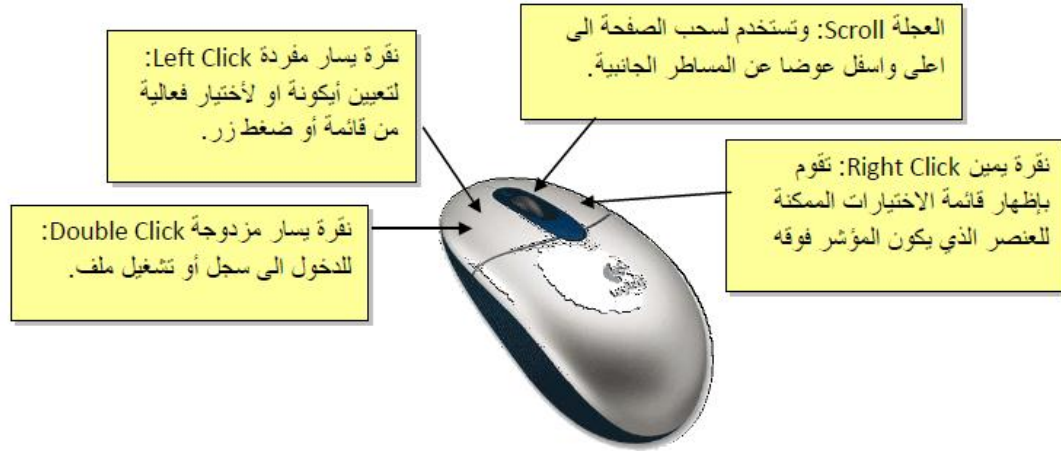 العجلة Scroll: وتستخدم لسحب الصفحة الى
اعلى واسفل عوضا عن المساطر الجانبية.
نقرة يسار مفردة Left Click:
لتعيين أيكونة او لأختيار فعالية
من قائمة أو ضغط زر.
نقرة يمين Right Click: تقوم
بإظهار قائمة الاختيارات الممكنة
للعنصر الذي يكون المؤشر فوقه
نقرة يسار مزدوجة Double Click:
للدخول الى سجل أو تشغيل ملف.